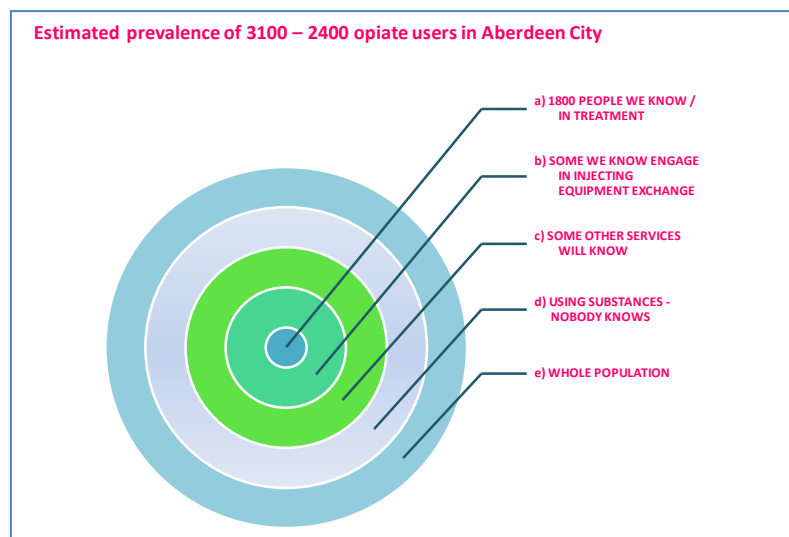 Estimated prevalence of 3100 – 2400 opiate users in Aberdeen City
a) 1800 PEOPLE WE KNOW /
IN TREATMENT
b) SOME WE KNOW ENGAGE
IN INJECTING
EQUIPMENT EXCHANGE
c) SOME OTHER SERVICES
WILL KNOW
d) USING SUBSTANCES -
NOBODY KNOWS
e) WHOLE POPULATION